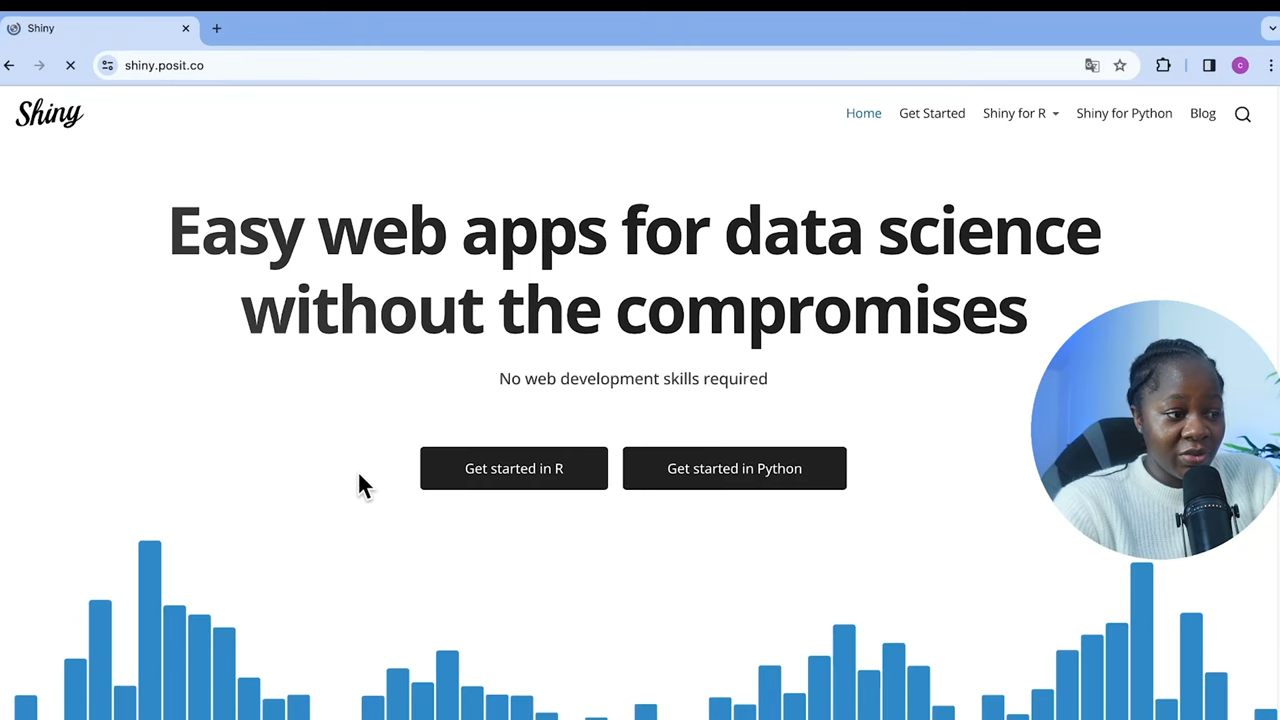 Shiny
shiny.posit.co
C
Shiny
Home Get Started Shiny for R Shiny for Python Blog
Easy web apps for data science
without the compromises
No web development skills required
Get started in R
Get started in Python